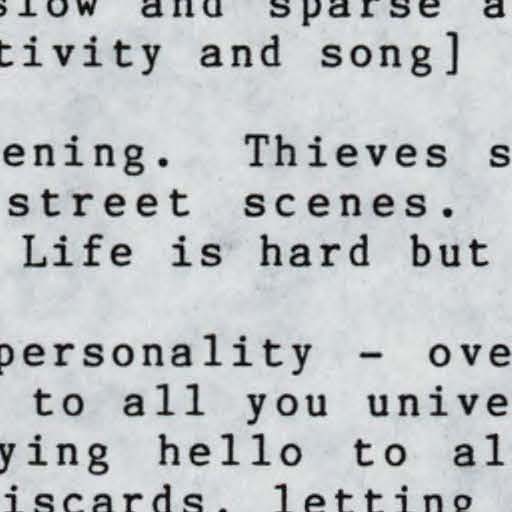 slow and sparse a
tivity and song]
ening. Thieves s
street scenes.
Life is hard but
personality - ove
to all you unive
ying hello to al
iscards, letting